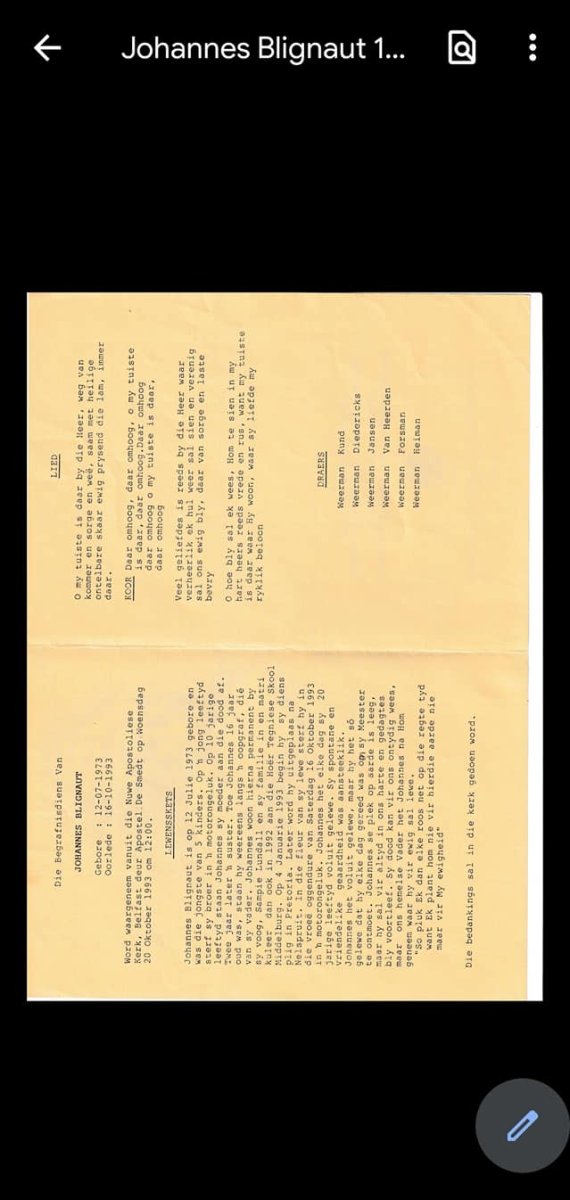 Johannes Blignaut 1...
Die Begrafnisdiens Van
JOHANNES BLIGNAUT
Gebore : 12-07-1973
Oorlede : 16-10-1993
Word waargeneem vanuit die Nuwe Apostoliese
Kerk, Belfast deur Apostel De Smedt op Woensdag
20 Oktober 1993 om 12:00.
LEWENSSKETS
Johannes Blignaut is op 12 Julie 1973 gebore en
was die jongste van kinders. Op 'n jong leeftyd
sterf sy broer in 'n motorongeluk. Op 14 jarige
leeftyd staan Johannes sy moeder aan die dood af.
Twee jaar later 'n suster. Toe Johannes 16 jaar
oud was, staan hy weereens langs 'n oopgraf, dié
van sy vader. Johannes woon hierna permanent by
sy voog, Sampie Lundall en sy familie in en matri
kuleer dan ook in 1992 aan die Hoër Tegniese Skool
Middelburg. Op 4 Januarie 1993 begin hy sy diens
plig in Pretoria. Later word hy uitgeplaas na
Nelspruit. In die fleur van sy lewe sterf hy in
die vroeë oggendure van Saterdag 16 Oktober 1993
in 'n motorongeluk. Johannes het elke dag sy 20
jarige leeftyd voluit gelewe. Sy spontane en
vriendelike geaardheid was aansteeklik.
Johannes het voluit gelewe, maar hy het só
gelewe dat hy elke dag gereed was om sy Meester
te ontmoet. Johannes se plek op aarde is leeg,
maar hy sal vir altyd in ons harte en gedagtes
bly voortleef. Sy dood kan vir ons ontydig wees,
maar ons hemelse Vader het Johannes na Hom
geneem waar hy vir ewig sal lewe.
"So pluk Ek dan elke roos net op die regte tyd
want Ek plant hom nie vir hierdie aarde nie
maar vir My ewigheid"
Die bedankings sal in die kerk gedoen word.
LIED
O my tuiste is daar by die Heer, weg van
kommer en sorge en weë, saam met heilige
ontelbare skaar ewig prysend die lam, immer
daar.
KOOR Daar omhoog, daar omhoog, o my tuiste
is daar, daar omhoog.Daar omhoog
daar omhoog o my tuiste is daar,
daar omhoog
Veel geliefdes is reeds by die Heer waar
verheerlik ek hul weer sal sien en verenig
sal ons ewig bly, daar van sorge en laste
bevry
O hoe bly sal ek wees, Hom te sien in my
hart heers reeds vrede en rus, want my tuiste
is daar waar Hy woon, waar sy liefde my
ryklik beloon
DRAERS
Weerman Kund
Weerman Diedericks
Weerman Jansen
Weerman Van Heerden
Weerman Forsman
Weerman Heiman